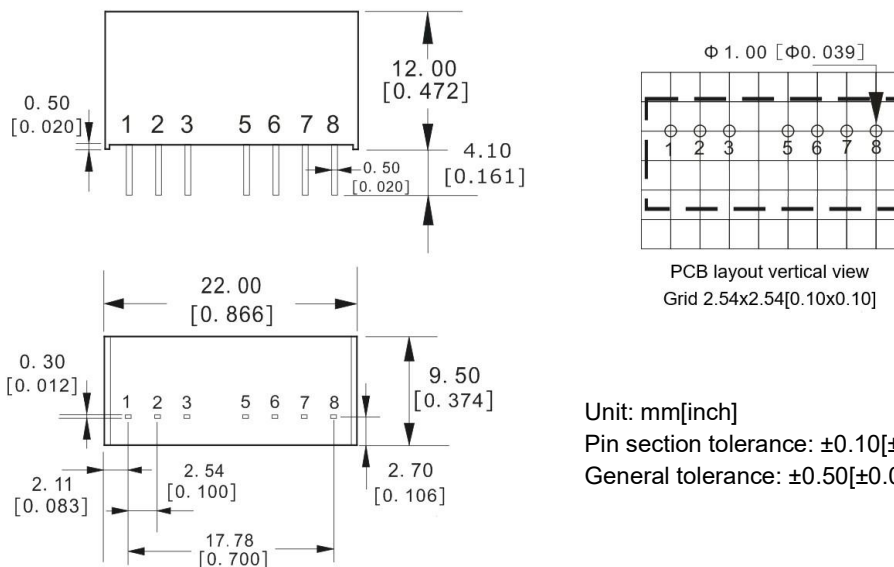 12.00
[0.472]
0.50
[0.020]
1 2 3 5 6 7 8
4.10
[0.161]
0.50
[0.020]
Φ1.00 [Φ0.039]
1 2 3 5 6 7 8
PCB layout vertical view
Grid 2.54x2.54[0.10x0.10]
22.00
[0.866]
0.30
[0.012]
1 2 3 5 6 7 8
9.50
[0.374]
2.11
[0.083]
2.54
[0.100]
2.70
[0.106]
17.78
[0.700]
Unit: mm[inch]
Pin section tolerance: ±0.10[±
General tolerance: ±0.50[±0.0